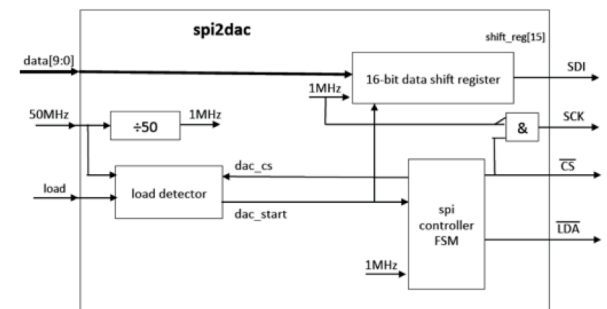 spi2dac
shift_reg[15]
data[9:0]
16-bit data shift register
SDI
1MHz
50MHz
÷50
1MHz
&
SCK
dac_cs
CS
load
load detector
dac_start
spi
controller
FSM
LDA
1MHz